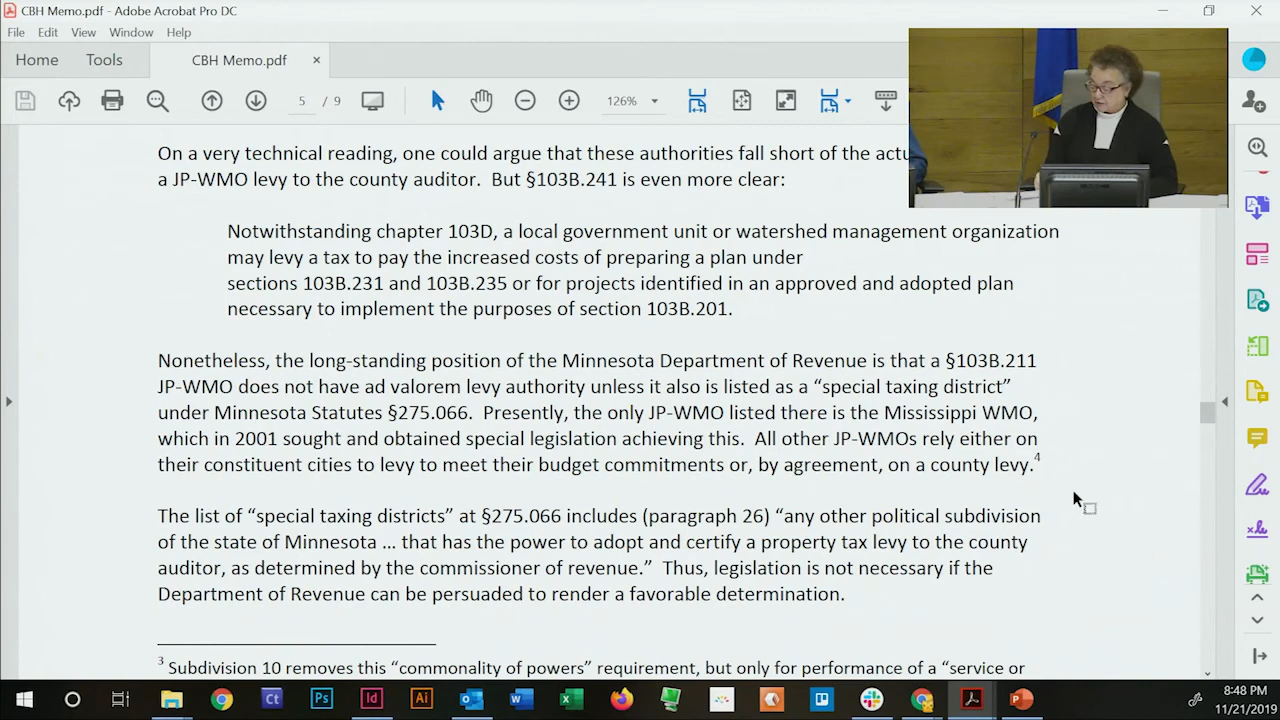 CBH Memo.pdf - Adobe Acrobat Pro DC
File Edit View Window Help
Home Tools CBH Memo.pdf ×
5 / 9 126%
On a very technical reading, one could argue that these authorities fall short of the
a JP-WMO levy to the county auditor. But §103B.241 is even more clear:
Notwithstanding chapter 103D, a local government unit or watershed management organization
may levy a tax to pay the increased costs of preparing a plan under
sections 103B.231 and 103B.235 or for projects identified in an approved and adopted plan
necessary to implement the purposes of section 103B.201.
Nonetheless, the long-standing position of the Minnesota Department of Revenue is that a §103B.211
JP-WMO does not have ad valorem levy authority unless it also is listed as a “special taxing district”
under Minnesota Statutes §275.066. Presently, the only JP-WMO listed there is the Mississippi WMO,
which in 2001 sought and obtained special legislation achieving this. All other JP-WMOs rely either on
their constituent cities to levy to meet their budget commitments or, by agreement, on a county levy.4
The list of “special taxing districts” at §275.066 includes (paragraph 26) “any other political subdivision
of the state of Minnesota … that has the power to adopt and certify a property tax levy to the county
auditor, as determined by the commissioner of revenue.” Thus, legislation is not necessary if the
Department of Revenue can be persuaded to render a favorable determination.
3 Subdivision 10 removes this “commonality of powers” requirement, but only for performance of a “service or
Ct Ps Id Ai
8:48 PM
11/21/2019